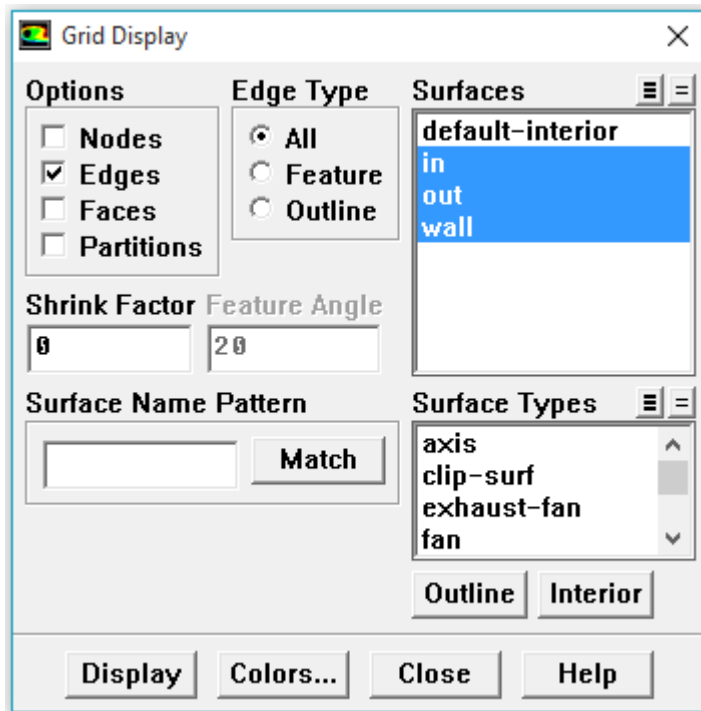 Grid Display
Options
Nodes
Edges
Faces
Partitions
Edge Type
All
Feature
Outline
Surfaces
default-interior
in
out
wall
Shrink Factor
0
Feature Angle
20
Surface Name Pattern
Match
Surface Types
axis
clip-surf
exhaust-fan
fan
Outline
Interior
Display
Colors...
Close
Help